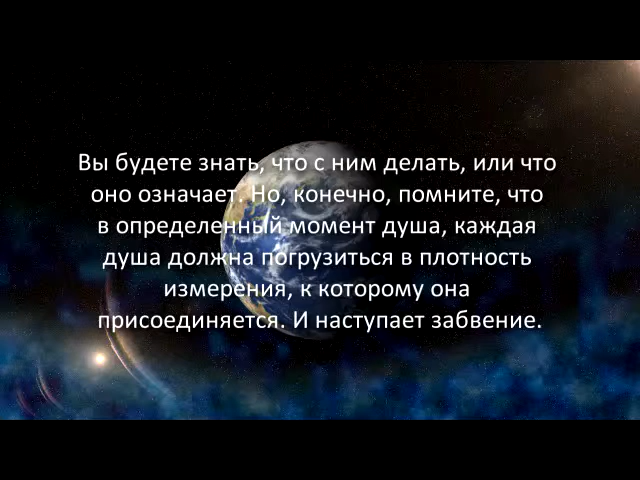 Вы будете знать, что с ним делать, или что
оно означает. Но, конечно, помните, что
в определенный момент душа, каждая
душа должна погрузиться в плотность
измерения, к которому она
присоединяется. И наступает забвение.